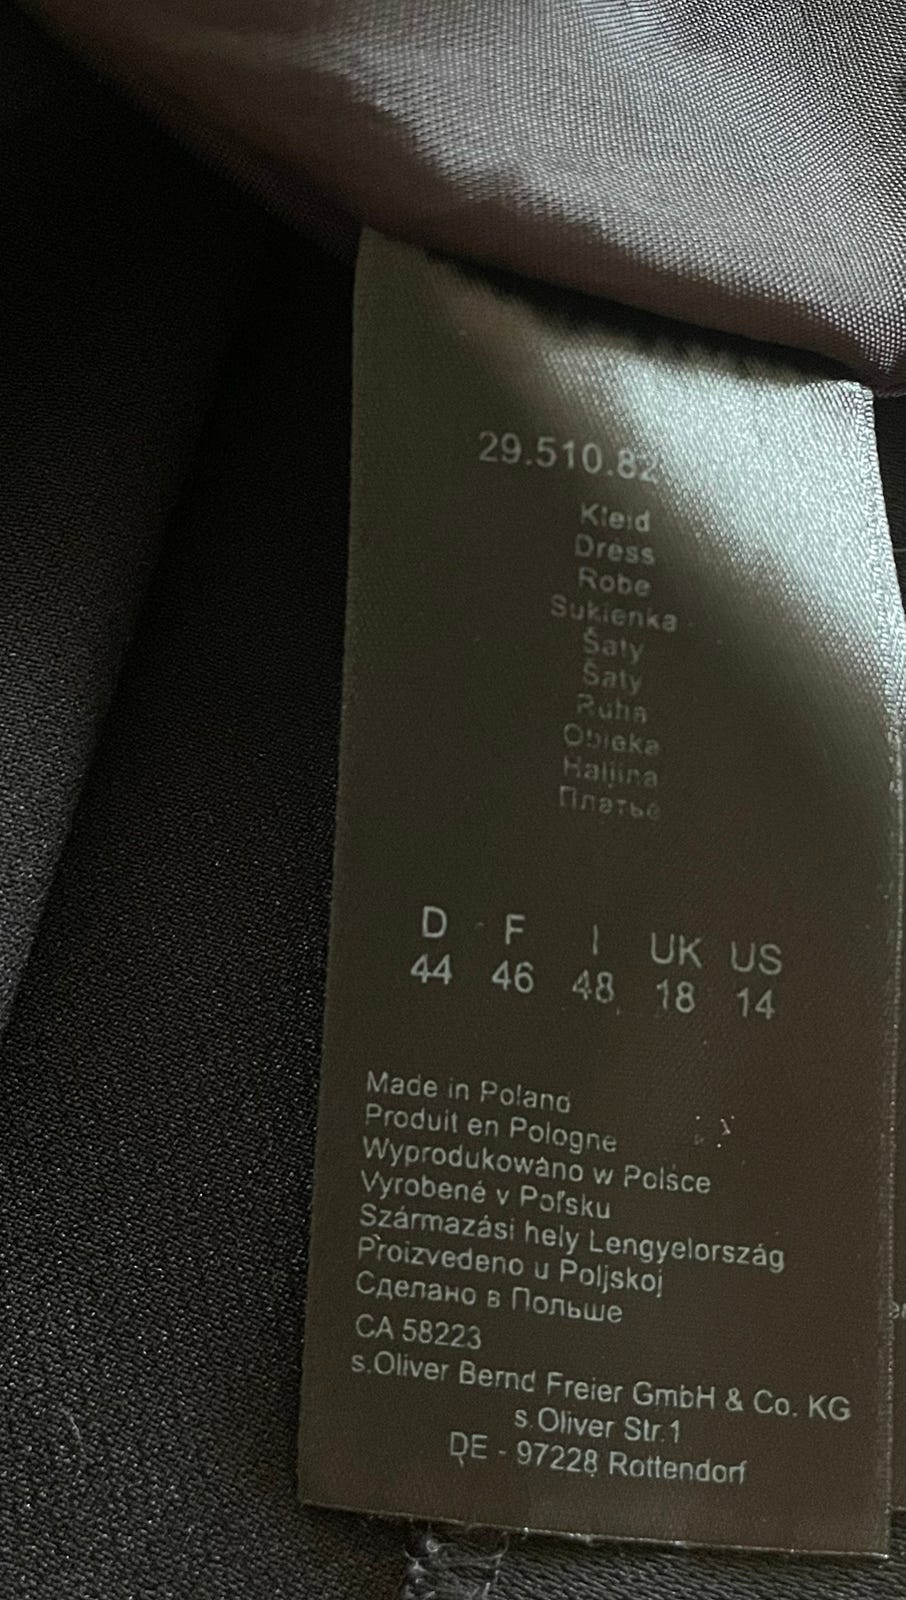 29.510.82
Kleid
Dress
Robe
Sukienka
Šaty
Šaty
Ruha
Obleka
Haljina
Платье
D F I UK US
44 46 48 18 14
Made in Poland
Produit en Pologne
Wyprodukowano w Polsce
Vyrobené v Poľsku
Származási hely Lengyelország
Proizvedeno u Poljskoj
Сделано в Польше
CA 58223
s.Oliver Bernd Freier GmbH & Co. KG
s.Oliver Str.1
DE - 97228 Rottendorf